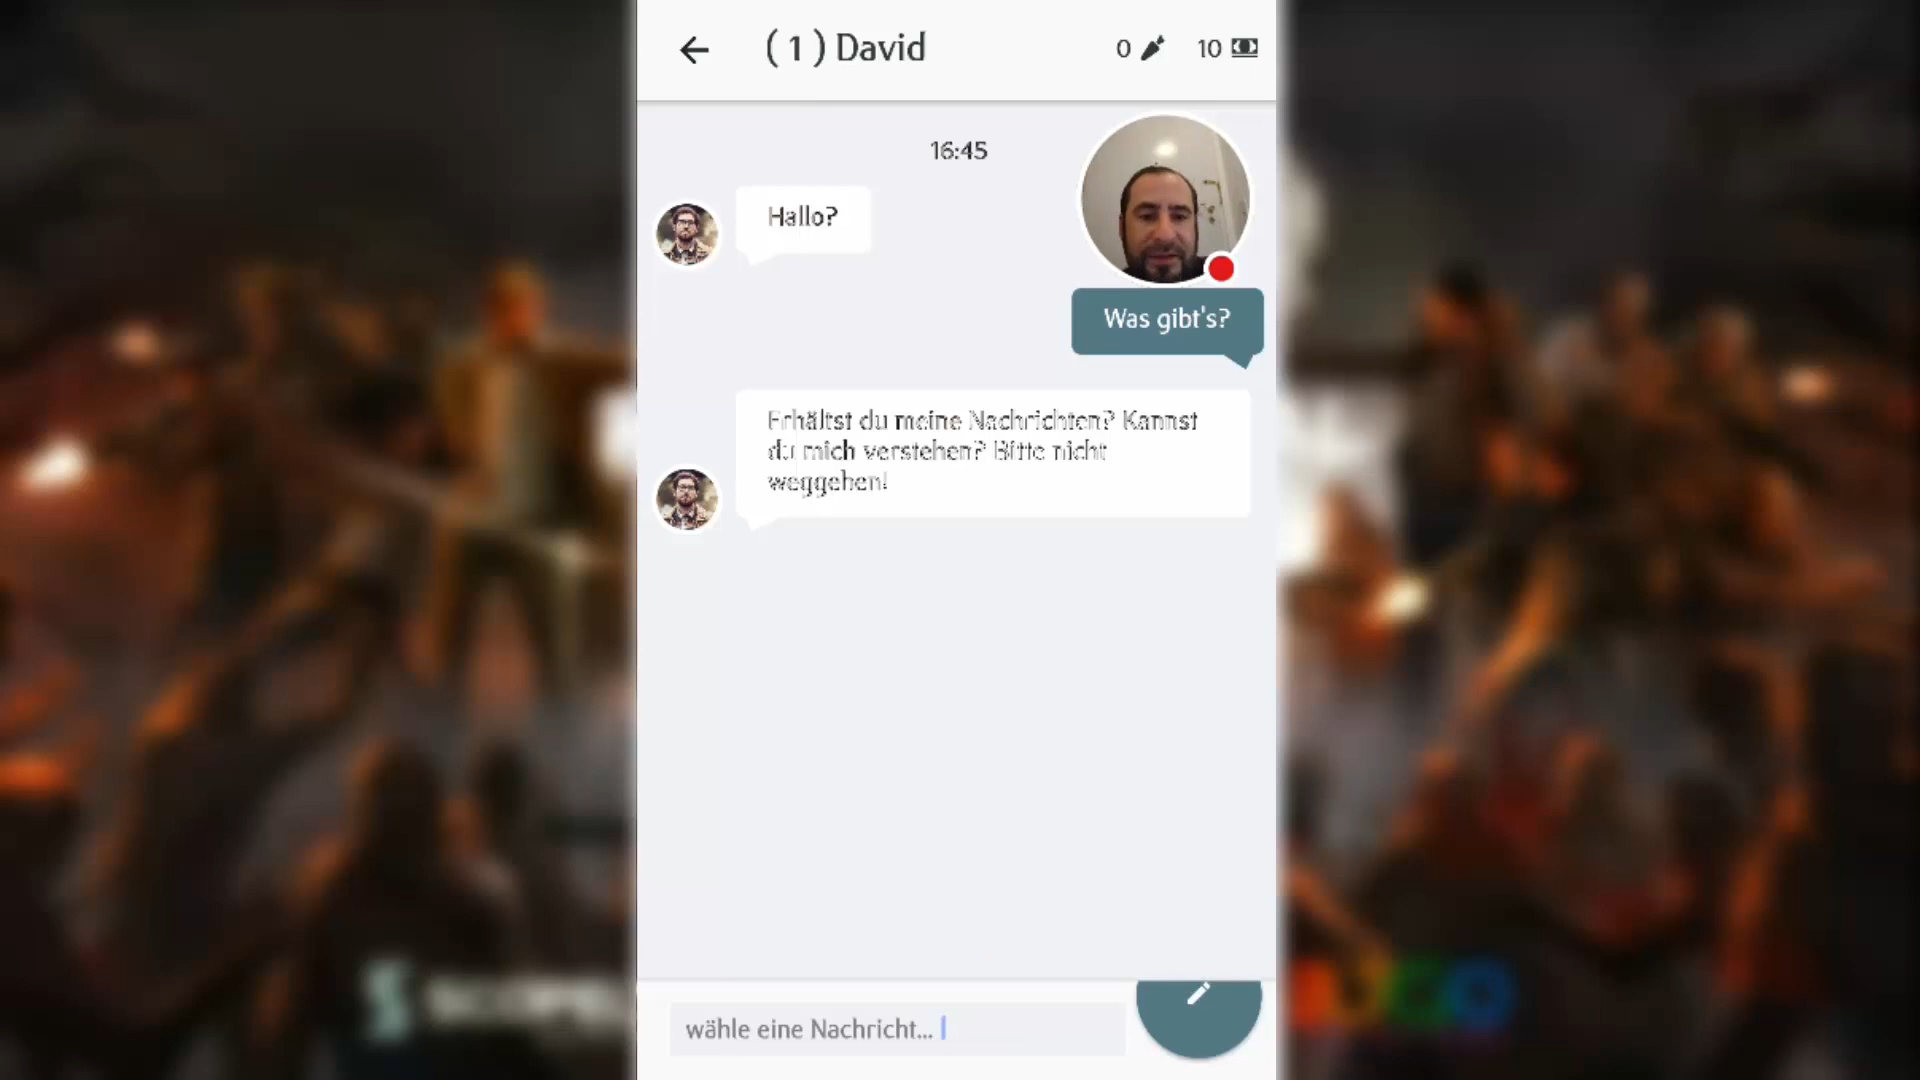 ( 1 ) David
0
10
16:45
Hallo?
Was gibt's?
Erhältst du meine Nachrichten? Kannst
du mich verstehen? Bitte nicht
weggehen!
wähle eine Nachricht...